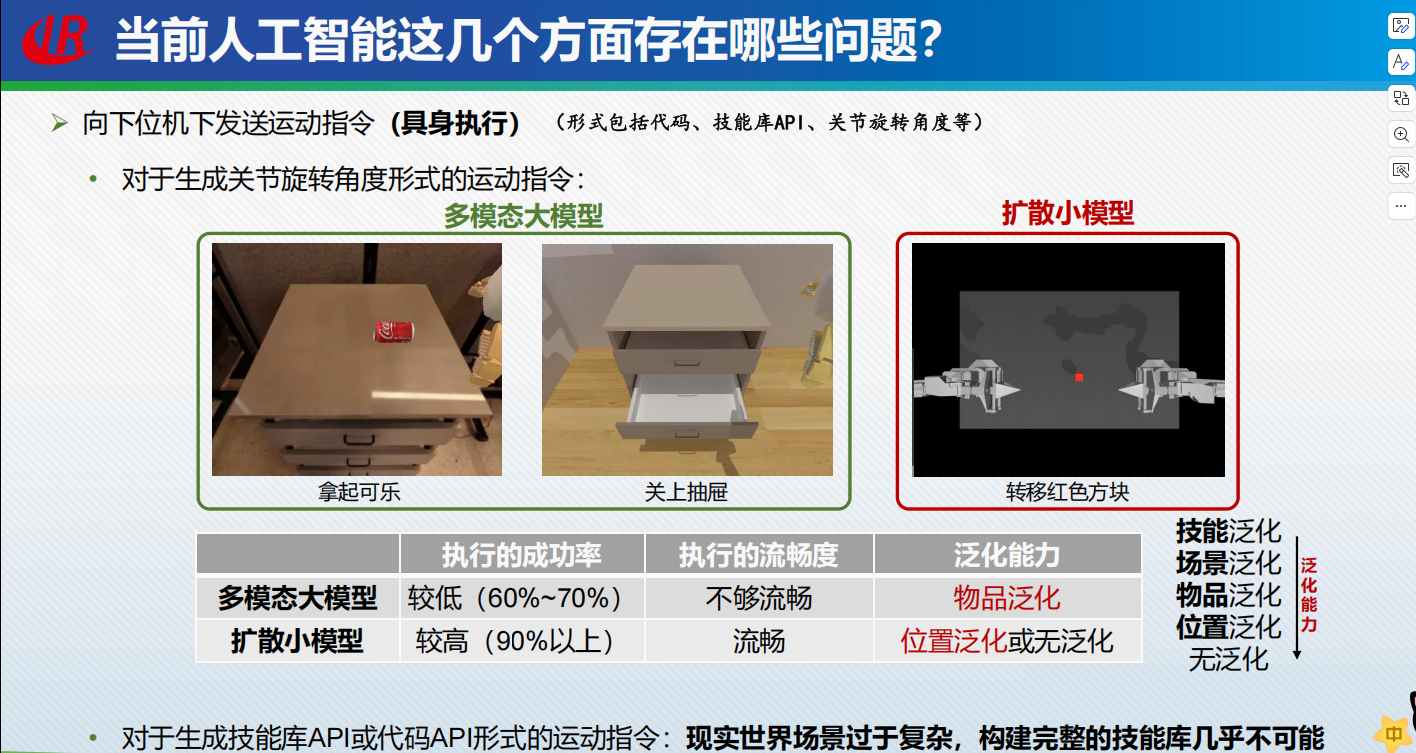 JR 当前人工智能这几个方面存在哪些问题?
向下位机下发送运动指令（具身执行）（形式包括代码、技能库API、关节旋转角度等）
对于生成关节旋转角度形式的运动指令：
多模态大模型
扩散小模型
Coca-Cola
拿起可乐
关上抽屉
转移红色方块
执行的成功率 执行的流畅度 泛化能力
多模态大模型 较低（60%~70%） 不够流畅 物品泛化
扩散小模型 较高（90%以上） 流畅 位置泛化或无泛化
技能泛化
场景泛化
物品泛化
位置泛化
无泛化
泛化能力
对于生成技能库API或代码API形式的运动指令：现实世界场景过于复杂，构建完整的技能库几乎不可能
中